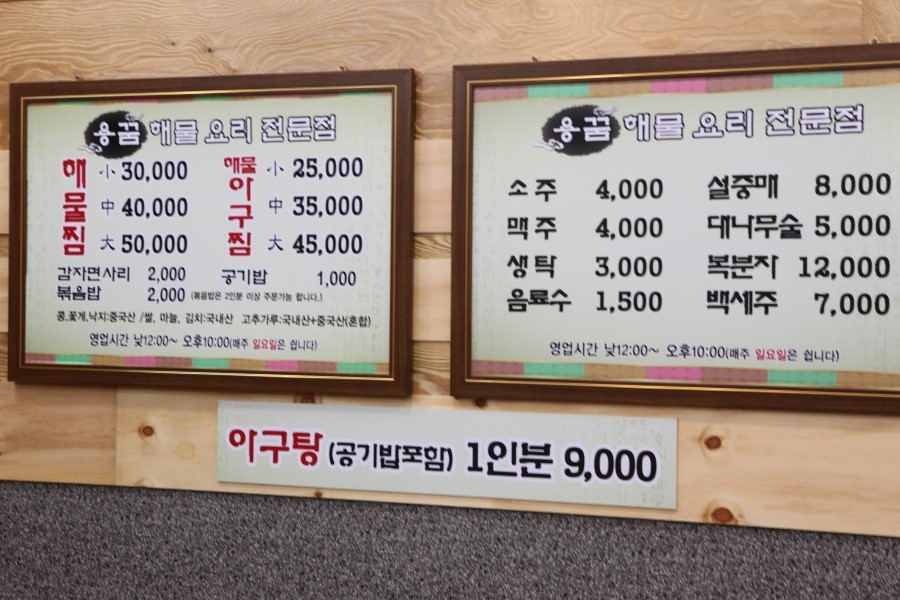 용꿈 해물 요리 전문점
해물찜 小 30,000
中 40,000
大 50,000
해물아구찜 小 25,000
中 35,000
大 45,000
감자면사리 2,000 공기밥 1,000
볶음밥 2,000 (볶음밥은 2인분 이상 주문가능 합니다.)
콩,꽃게,낙지:중국산 /쌀, 마늘, 김치:국내산 고추가루:국내산+중국산(혼합)
영업시간 낮12:00~ 오후10:00(매주 일요일은 쉽니다)
용꿈 해물 요리 전문점
소주 4,000 설중매 8,000
맥주 4,000 대나무술 5,000
생탁 3,000 복분자 12,000
음료수 1,500 백세주 7,000
영업시간 낮12:00~ 오후10:00(매주 일요일은 쉽니다)
아구탕 (공기밥포함) 1인분 9,000